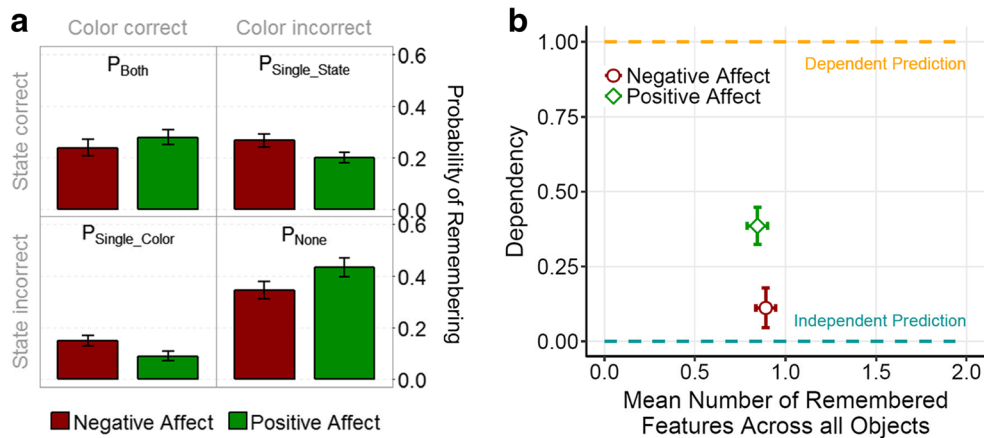 a
Color correct
Color incorrect
State correct
State incorrect
P_Both
P_Single_State
P_Single_Color
P_None
0.6
0.4
0.2
0.0
0.6
0.4
0.2
0.0
Probability of Remembering
Negative Affect
Positive Affect
b
1.00
0.75
0.50
0.25
0.00
Dependency
Dependent Prediction
Negative Affect
Positive Affect
Independent Prediction
0.0
0.5
1.0
1.5
2.0
Mean Number of Remembered
Features Across all Objects